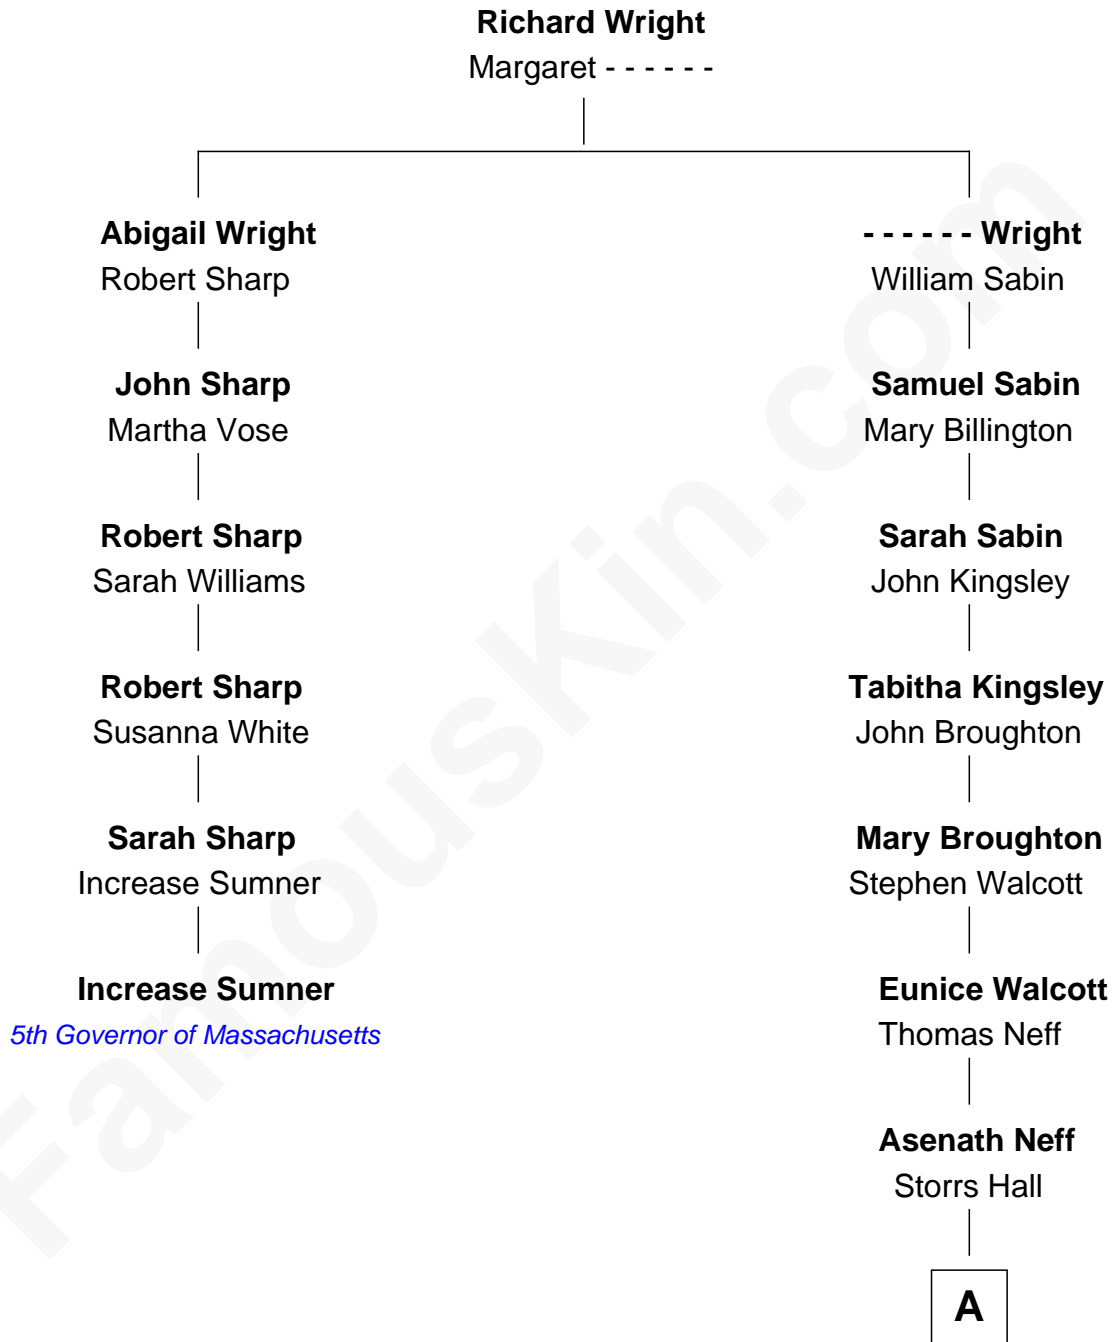 Richard Wright
Margaret - - - - - -
Abigail Wright
Robert Sharp
- - - - - - Wright
William Sabin
John Sharp
Martha Vose
Samuel Sabin
Mary Billington
Robert Sharp
Sarah Williams
Sarah Sabin
John Kingsley
Robert Sharp
Susanna White
Tabitha Kingsley
John Broughton
Sarah Sharp
Increase Sumner
Mary Broughton
Stephen Walcott
Increase Sumner
5th Governor of Massachusetts
Eunice Walcott
Thomas Neff
Asenath Neff
Storrs Hall
A
FamousKin.com